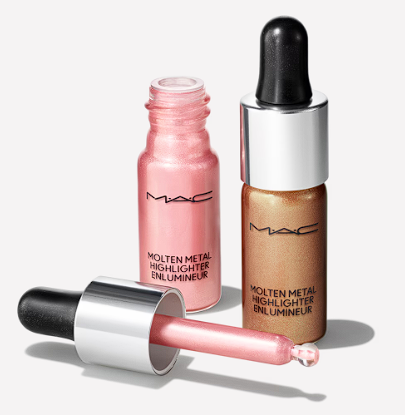 M·A·C
MOLTEN METAL
HIGHLIGHTER
ENLUMINEUR
M·A·C
MOLTEN METAL
HIGHLIGHTER
ENLUMINEUR